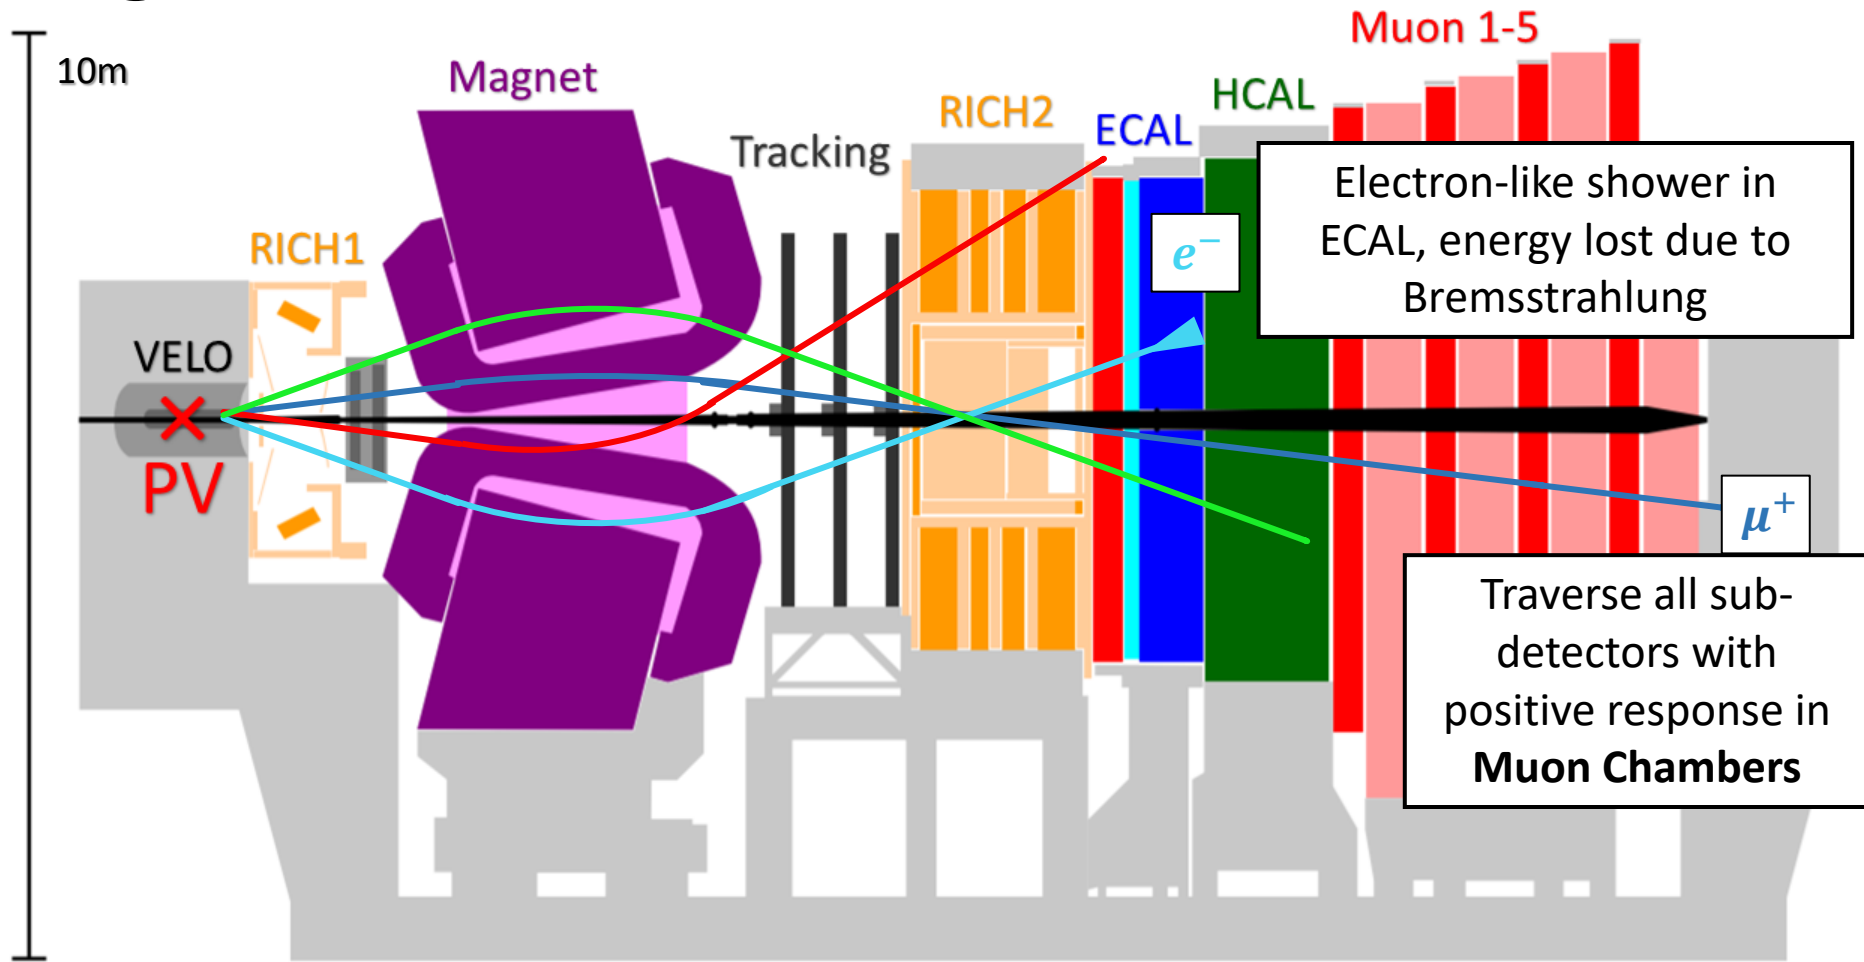 10m
Magnet
Tracking
RICH1
VELO
PV
RICH2
ECAL
HCAL
Muon 1-5
Electron-like shower in
ECAL, energy lost due to
Bremsstrahlung
e⁻
μ⁺
Traverse all sub-
detectors with
positive response in
Muon Chambers